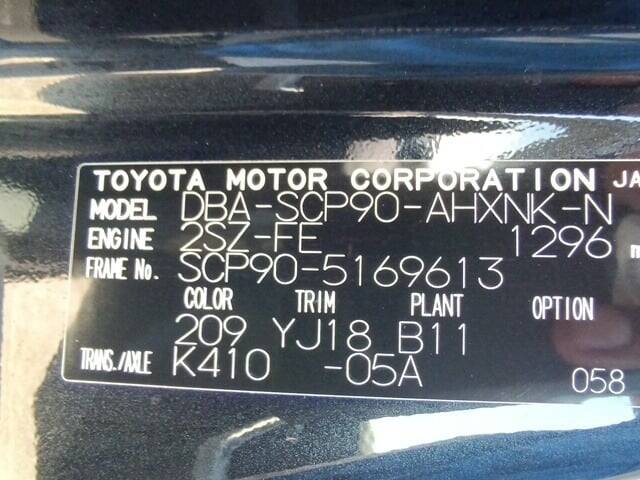 TOYOTA MOTOR CORPORATION JA
MODEL DBA-SCP90-AHXNK-N
ENGINE 2SZ-FE 1296 m
FRAME No. SCP90-5169613
COLOR TRIM PLANT OPTION
209 YJ18 B11
TRANS./AXLE K410 -05A 058